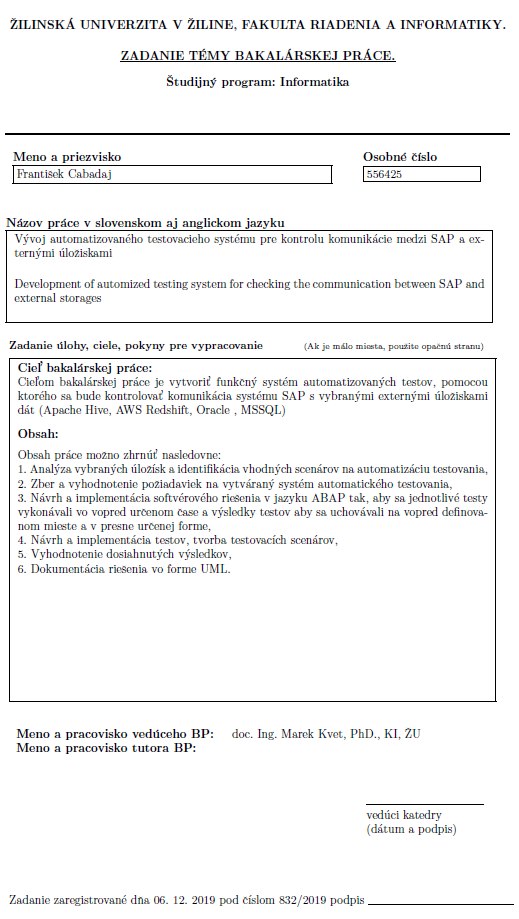 ŽILINSKÁ UNIVERZITA V ŽILINE, FAKULTA RIADENIA A INFORMATIKY.
ZADANIE TÉMY BAKALÁRSKEJ PRÁCE.
Študijný program: Informatika
Meno a priezvisko
Osobné číslo
František Cabadaj
556425
Názov práce v slovenskom aj anglickom jazyku
Vývoj automatizovaného testovacieho systému pre kontrolu komunikácie medzi SAP a ex-
ternými úložiskami
Development of automized testing system for checking the communication between SAP and
external storages
Zadanie úlohy, ciele, pokyny pre vypracovanie
(Ak je málo miesta, použite opačnú stranu)
Cieľ bakalárskej práce:
Cieľom bakalárskej práce je vytvoriť funkčný systém automatizovaných testov, pomocou
ktorého sa bude kontrolovať komunikácia systému SAP s vybranými externými úložiskami
dát (Apache Hive, AWS Redshift, Oracle , MSSQL)
Obsah:
Obsah práce možno zhrnúť nasledovne:
1. Analýza vybraných úložísk a identifikácia vhodných scenárov na automatizáciu testovania,
2. Zber a vyhodnotenie požiadaviek na vytváraný systém automatického testovania,
3. Návrh a implementácia softvérového riešenia v jazyku ABAP tak, aby sa jednotlivé testy
vykonávali vo vopred určenom čase a výsledky testov aby sa uchovávali na vopred definova-
nom mieste a v presne určenej forme,
4. Návrh a implementácia testov, tvorba testovacích scenárov,
5. Vyhodnotenie dosiahnutých výsledkov,
6. Dokumentácia riešenia vo forme UML.
Meno a pracovisko vedúceho BP: doc. Ing. Marek Kvet, PhD., KI, ŽU
Meno a pracovisko tutora BP:
vedúci katedry
(dátum a podpis)
Zadanie zaregistrované dňa 06. 12. 2019 pod číslom 832/2019 podpis